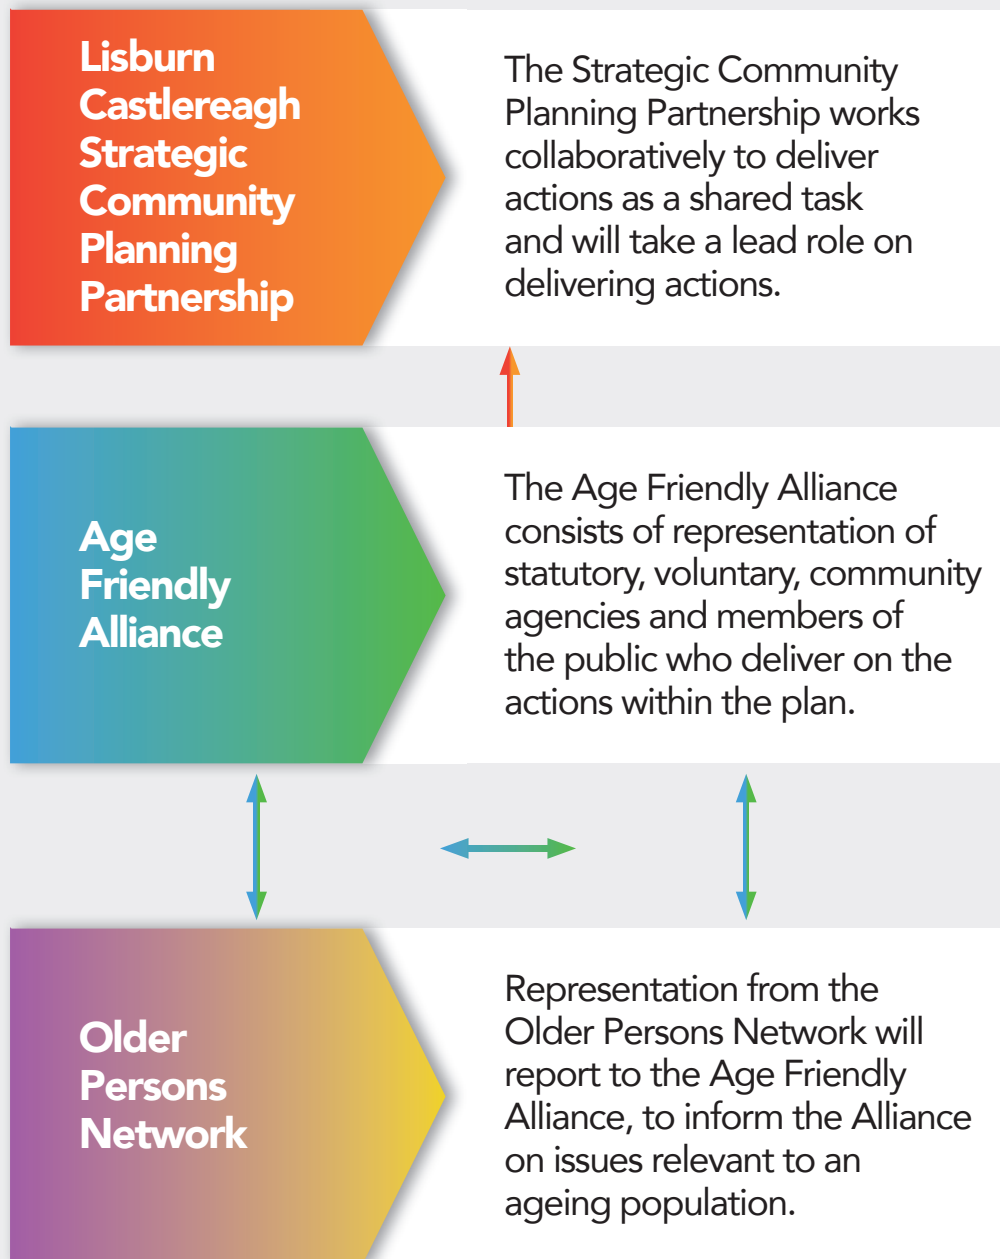 Lisburn
Castlereagh
Strategic
Community
Planning
Partnership
The Strategic Community
Planning Partnership works
collaboratively to deliver
actions as a shared task
and will take a lead role on
delivering actions.
Age
Friendly
Alliance
The Age Friendly Alliance
consists of representation of
statutory, voluntary, community
agencies and members of
the public who deliver on the
actions within the plan.
Older
Persons
Network
Representation from the
Older Persons Network will
report to the Age Friendly
Alliance, to inform the Alliance
on issues relevant to an
ageing population.